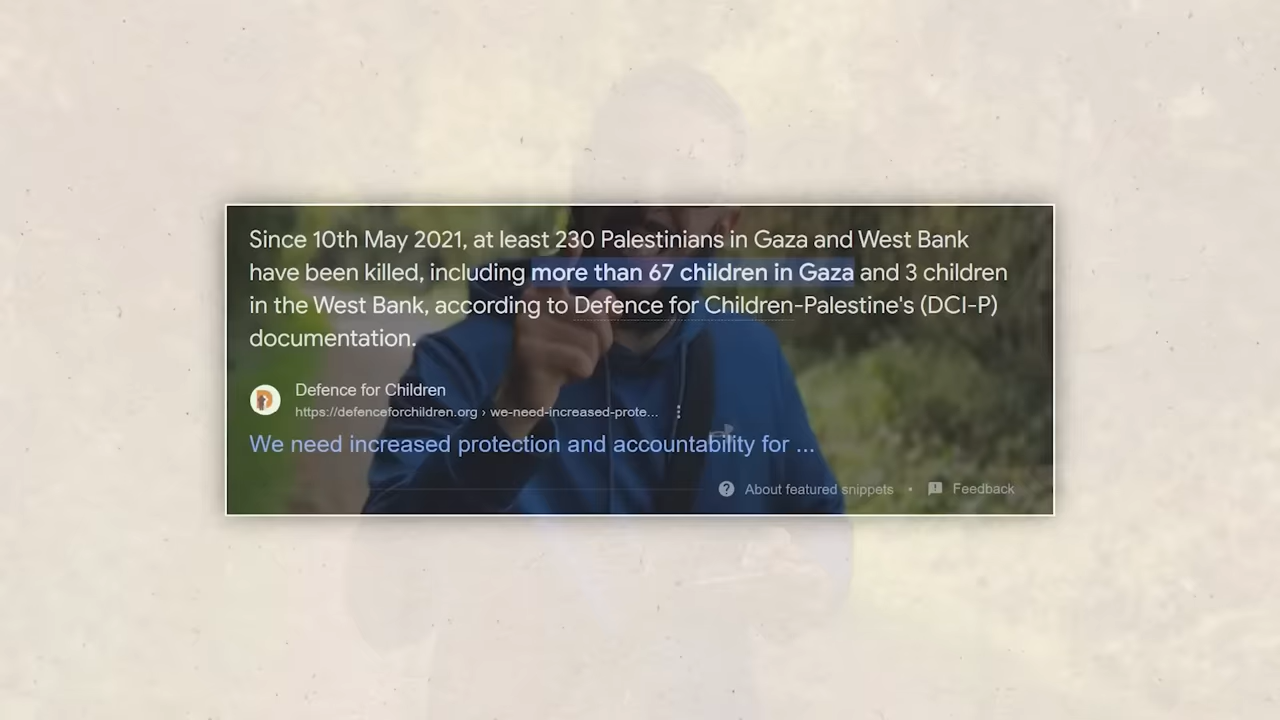 Since 10th May 2021, at least 230 Palestinians in Gaza and West Bank
have been killed, including more than 67 children in Gaza and 3 children
in the West Bank, according to Defence for Children-Palestine's (DCI-P)
documentation.
Defence for Children
https://defenceforchildren.org › we-need-increased-prote...
We need increased protection and accountability for ...
About featured snippets • Feedback